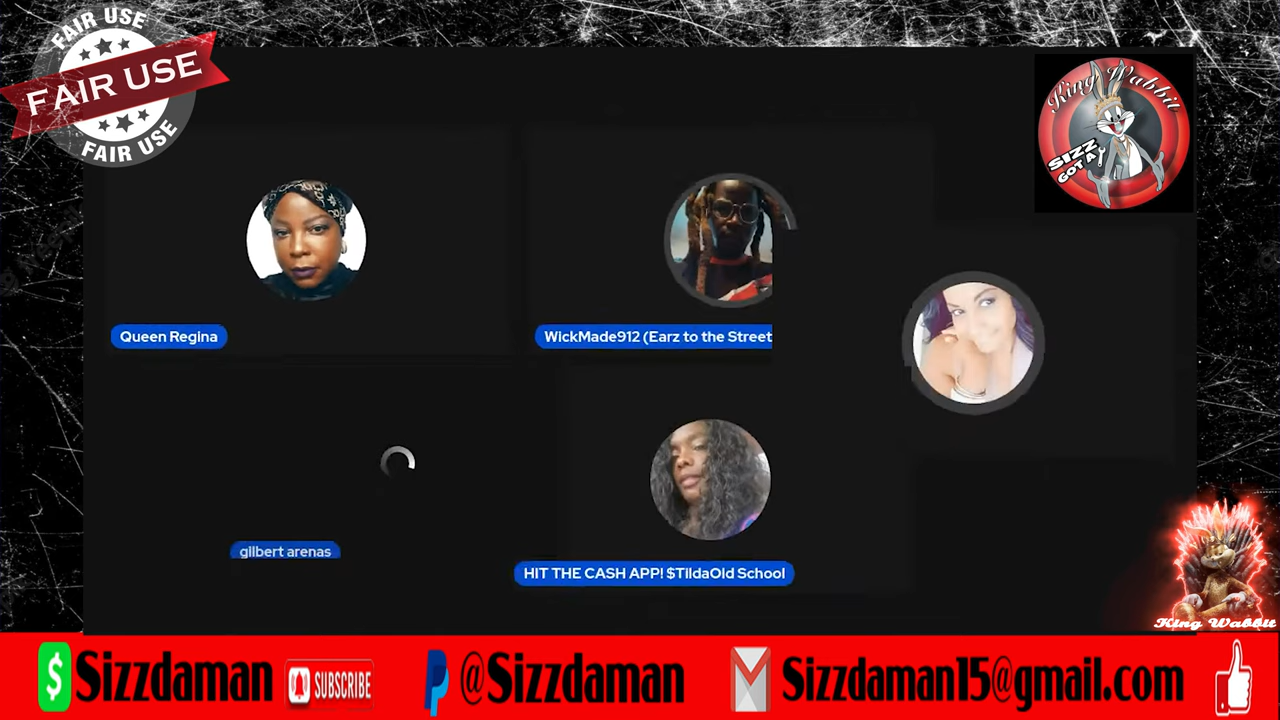 FAIR USE
FAIR USE
FAIR USE
King Wabbit
SIZZ
GOT A
Queen Regina
WickMade912 (Earz to the Street
gilbert arenas
HIT THE CASH APP! $TildaOld School
King Wabbit
$ Sizzdaman
SUBSCRIBE
@Sizzdaman
Sizzdaman15@gmail.com